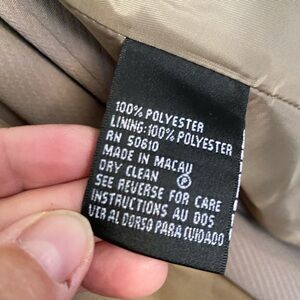 100% POLYESTER
LINING: 100% POLYESTER
RN 50810
MADE IN MACAU
DRY CLEAN Ⓟ
SEE REVERSE FOR CARE
INSTRUCTIONS AU DOS
VER AL DORSO PARA CUIDADO